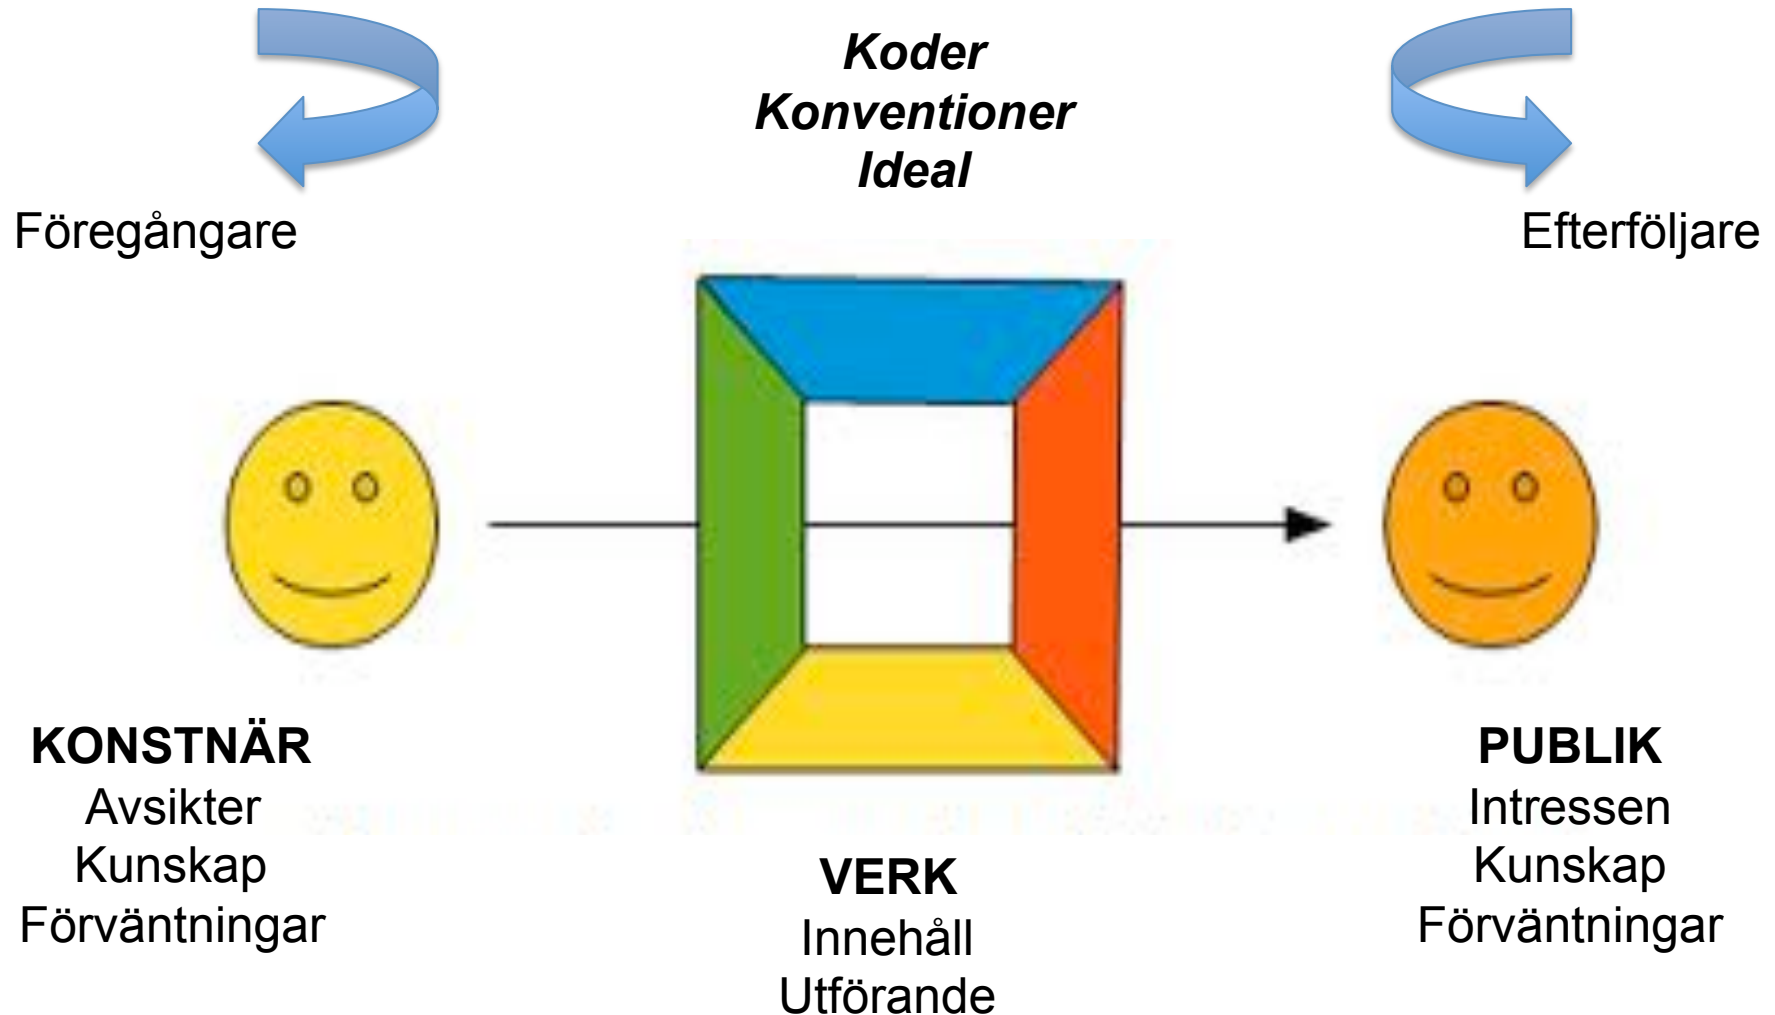 Koder
Konventioner
Ideal
Föregångare
Efterföljare
KONSTNÄR
Avsikter
Kunskap
Förväntningar
VERK
Innehåll
Utförande
PUBLIK
Intressen
Kunskap
Förväntningar